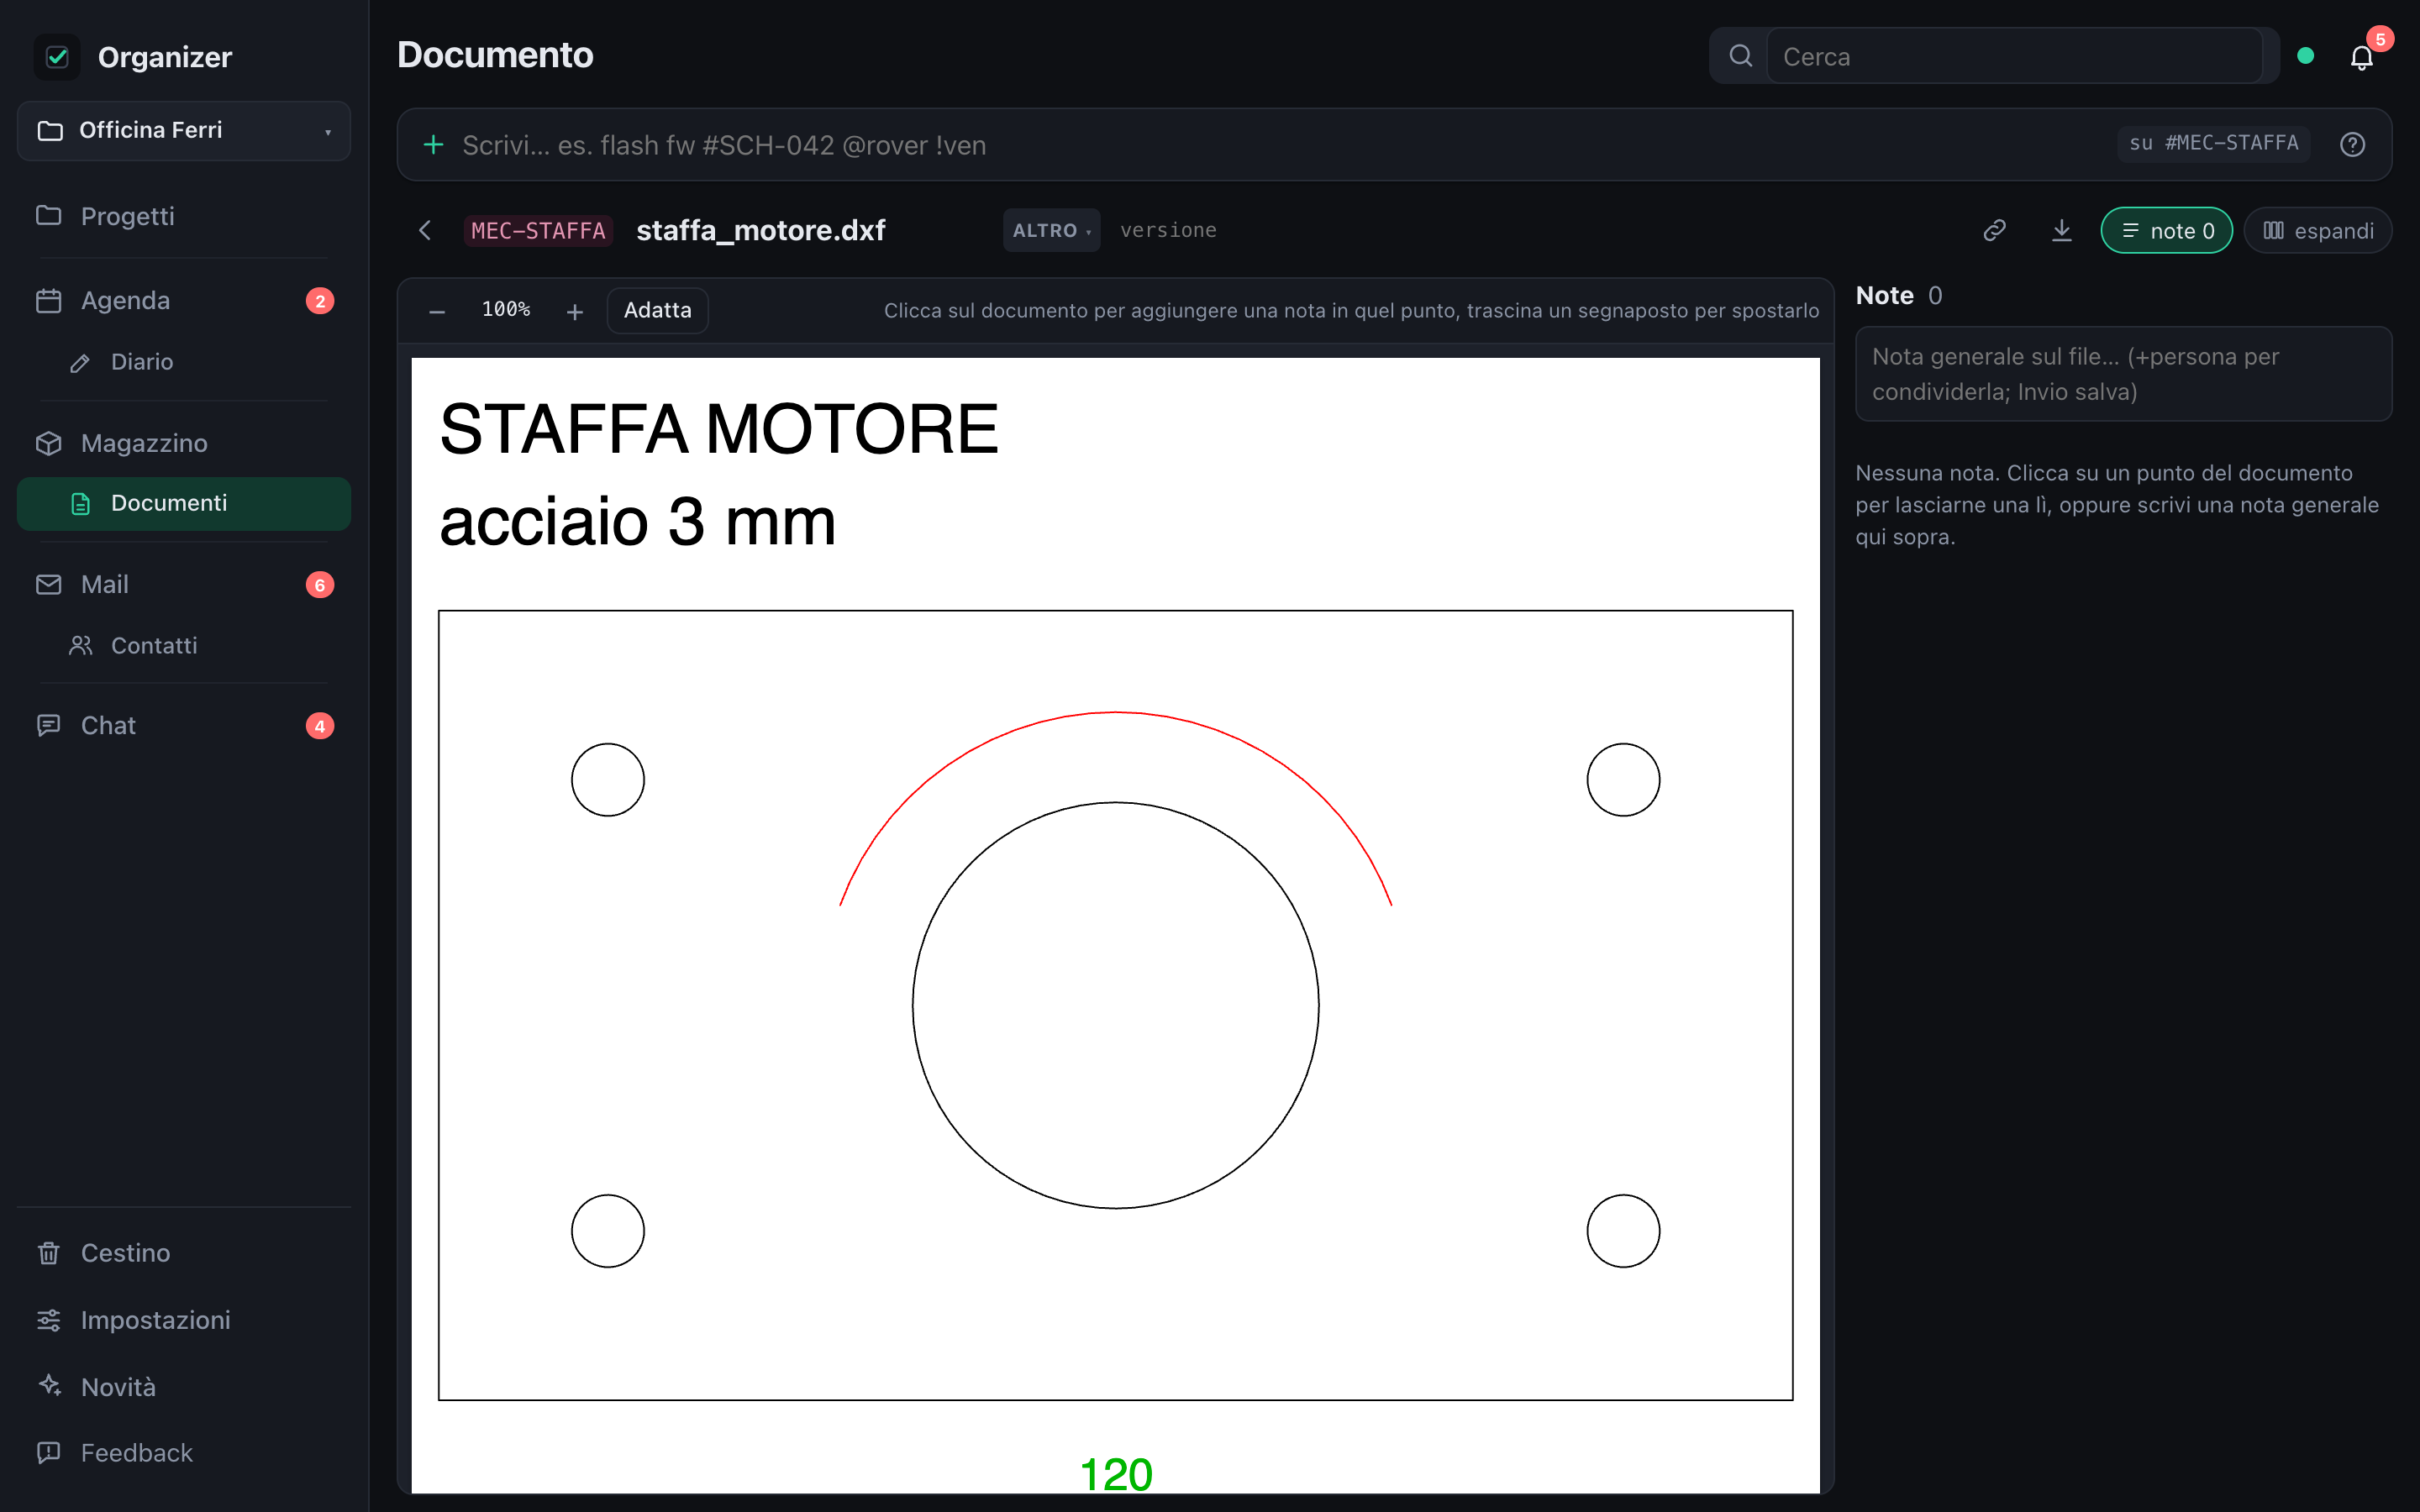 Organizer
Officina Ferri
Progetti
Agenda
2
Diario
Magazzino
Documenti
Mail
6
Contatti
Chat
4
Cestino
Impostazioni
Novità
Feedback
Documento
Cerca
5
Scrivi... es. flash fw #SCH-042 @rover !ven
su #MEC-STAFFA
MEC-STAFFA
staffa_motore.dxf
ALTRO
versione
note 0
espandi
100%
Adatta
Clicca sul documento per aggiungere una nota in quel punto, trascina un segnaposto per spostarlo
STAFFA MOTORE
acciaio 3 mm
120
Note 0
Nota generale sul file... (+persona per
condividerla; Invio salva)
Nessuna nota. Clicca su un punto del documento
per lasciarne una lì, oppure scrivi una nota generale
qui sopra.